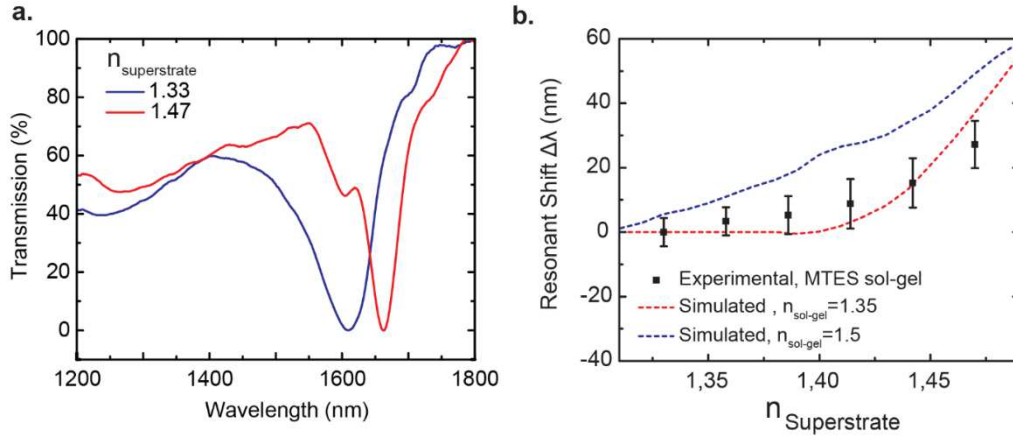 a.
100
80
60
40
20
0
Transmission (%)
n superstrate
1.33
1.47
1200
1400
1600
1800
Wavelength (nm)
b.
60
40
20
0
-20
-40
Resonant Shift Δλ (nm)
Experimental, MTES sol-gel
Simulated , n sol-gel=1.35
Simulated, n sol-gel=1.5
1,35
1,40
1,45
n Superstrate